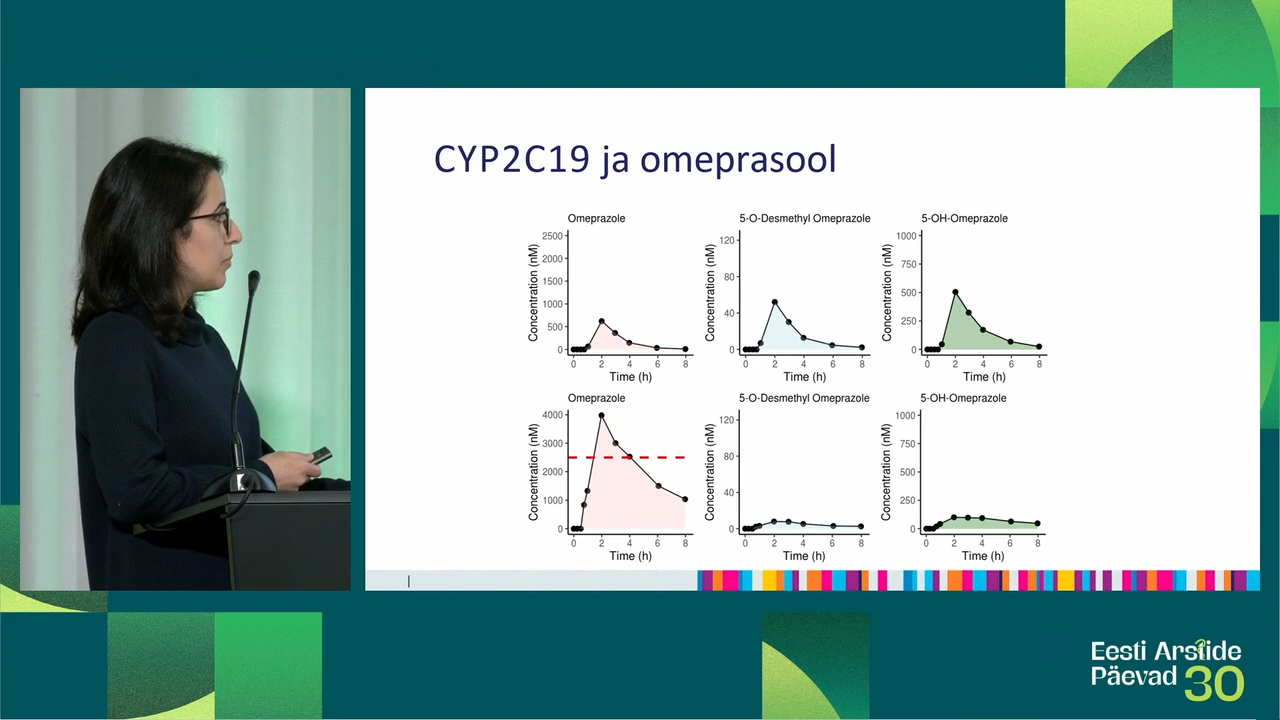 CYP2C19 ja omeprasool
Omeprazole
5-O-Desmethyl Omeprazole
5-OH-Omeprazole
Concentration (nM)
2500
2000
1500
1000
500
0
0 2 4 6 8
Time (h)
Concentration (nM)
120
80
40
0
0 2 4 6 8
Time (h)
Concentration (nM)
1000
750
500
250
0
0 2 4 6 8
Time (h)
Omeprazole
5-O-Desmethyl Omeprazole
5-OH-Omeprazole
Concentration (nM)
4000
3000
2000
1000
0
0 2 4 6 8
Time (h)
Concentration (nM)
120
80
40
0
0 2 4 6 8
Time (h)
Concentration (nM)
1000
750
500
250
0
0 2 4 6 8
Time (h)
Eesti Arstide
Päevad 30